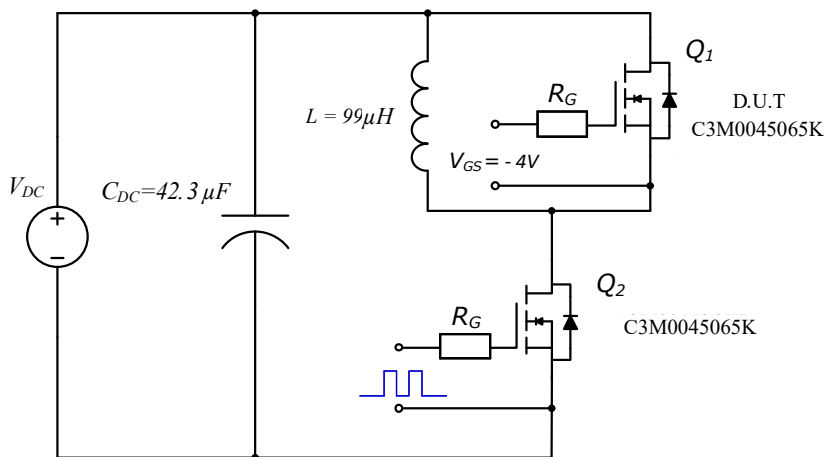 Q1
RG
D.U.T
C3M0045065K
L = 99µH
VGS = - 4V
VDC
CDC=42.3 µF
+
−
Q2
RG
C3M0045065K